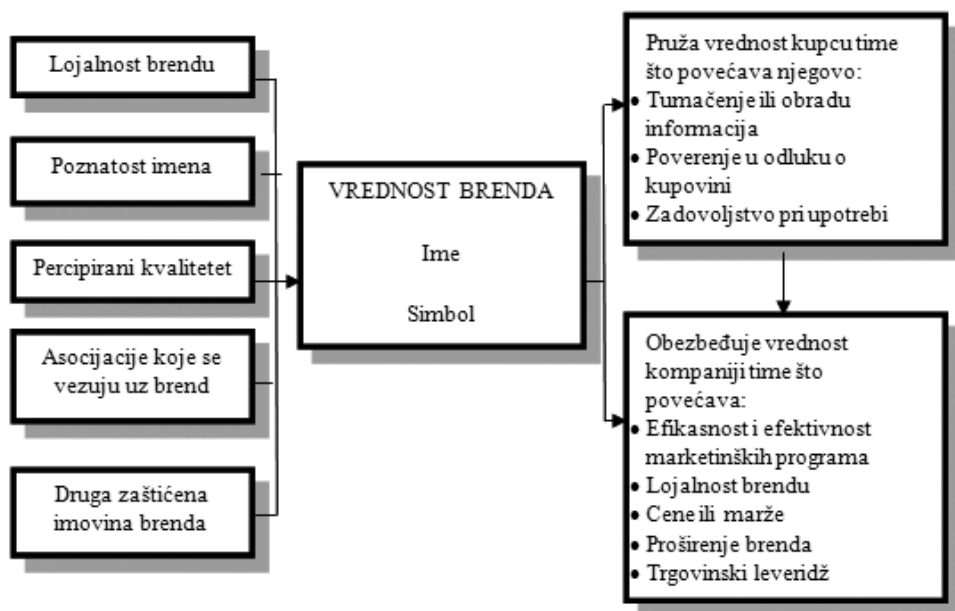 Lojalnost brendu
Poznatost imena
Percipirani kvalitetet
Asocijacije koje se
vezuju uz brend
Druga zaštićena
imovina brenda
VREDNOST BRENDA
Ime
Simbol
Pruža vrednost kupcu time
što povećava njegovo:
• Tumačenje ili obradu
informacija
• Poverenje u odluku o
kupovini
• Zadovoljstvo pri upotrebi
Obezbeđuje vrednost
kompaniji time što
povećava:
• Efikasnost i efektivnost
marketinških programa
• Lojalnost brendu
• Cene ili marže
• Proširenje brenda
• Trgovinski leveridž